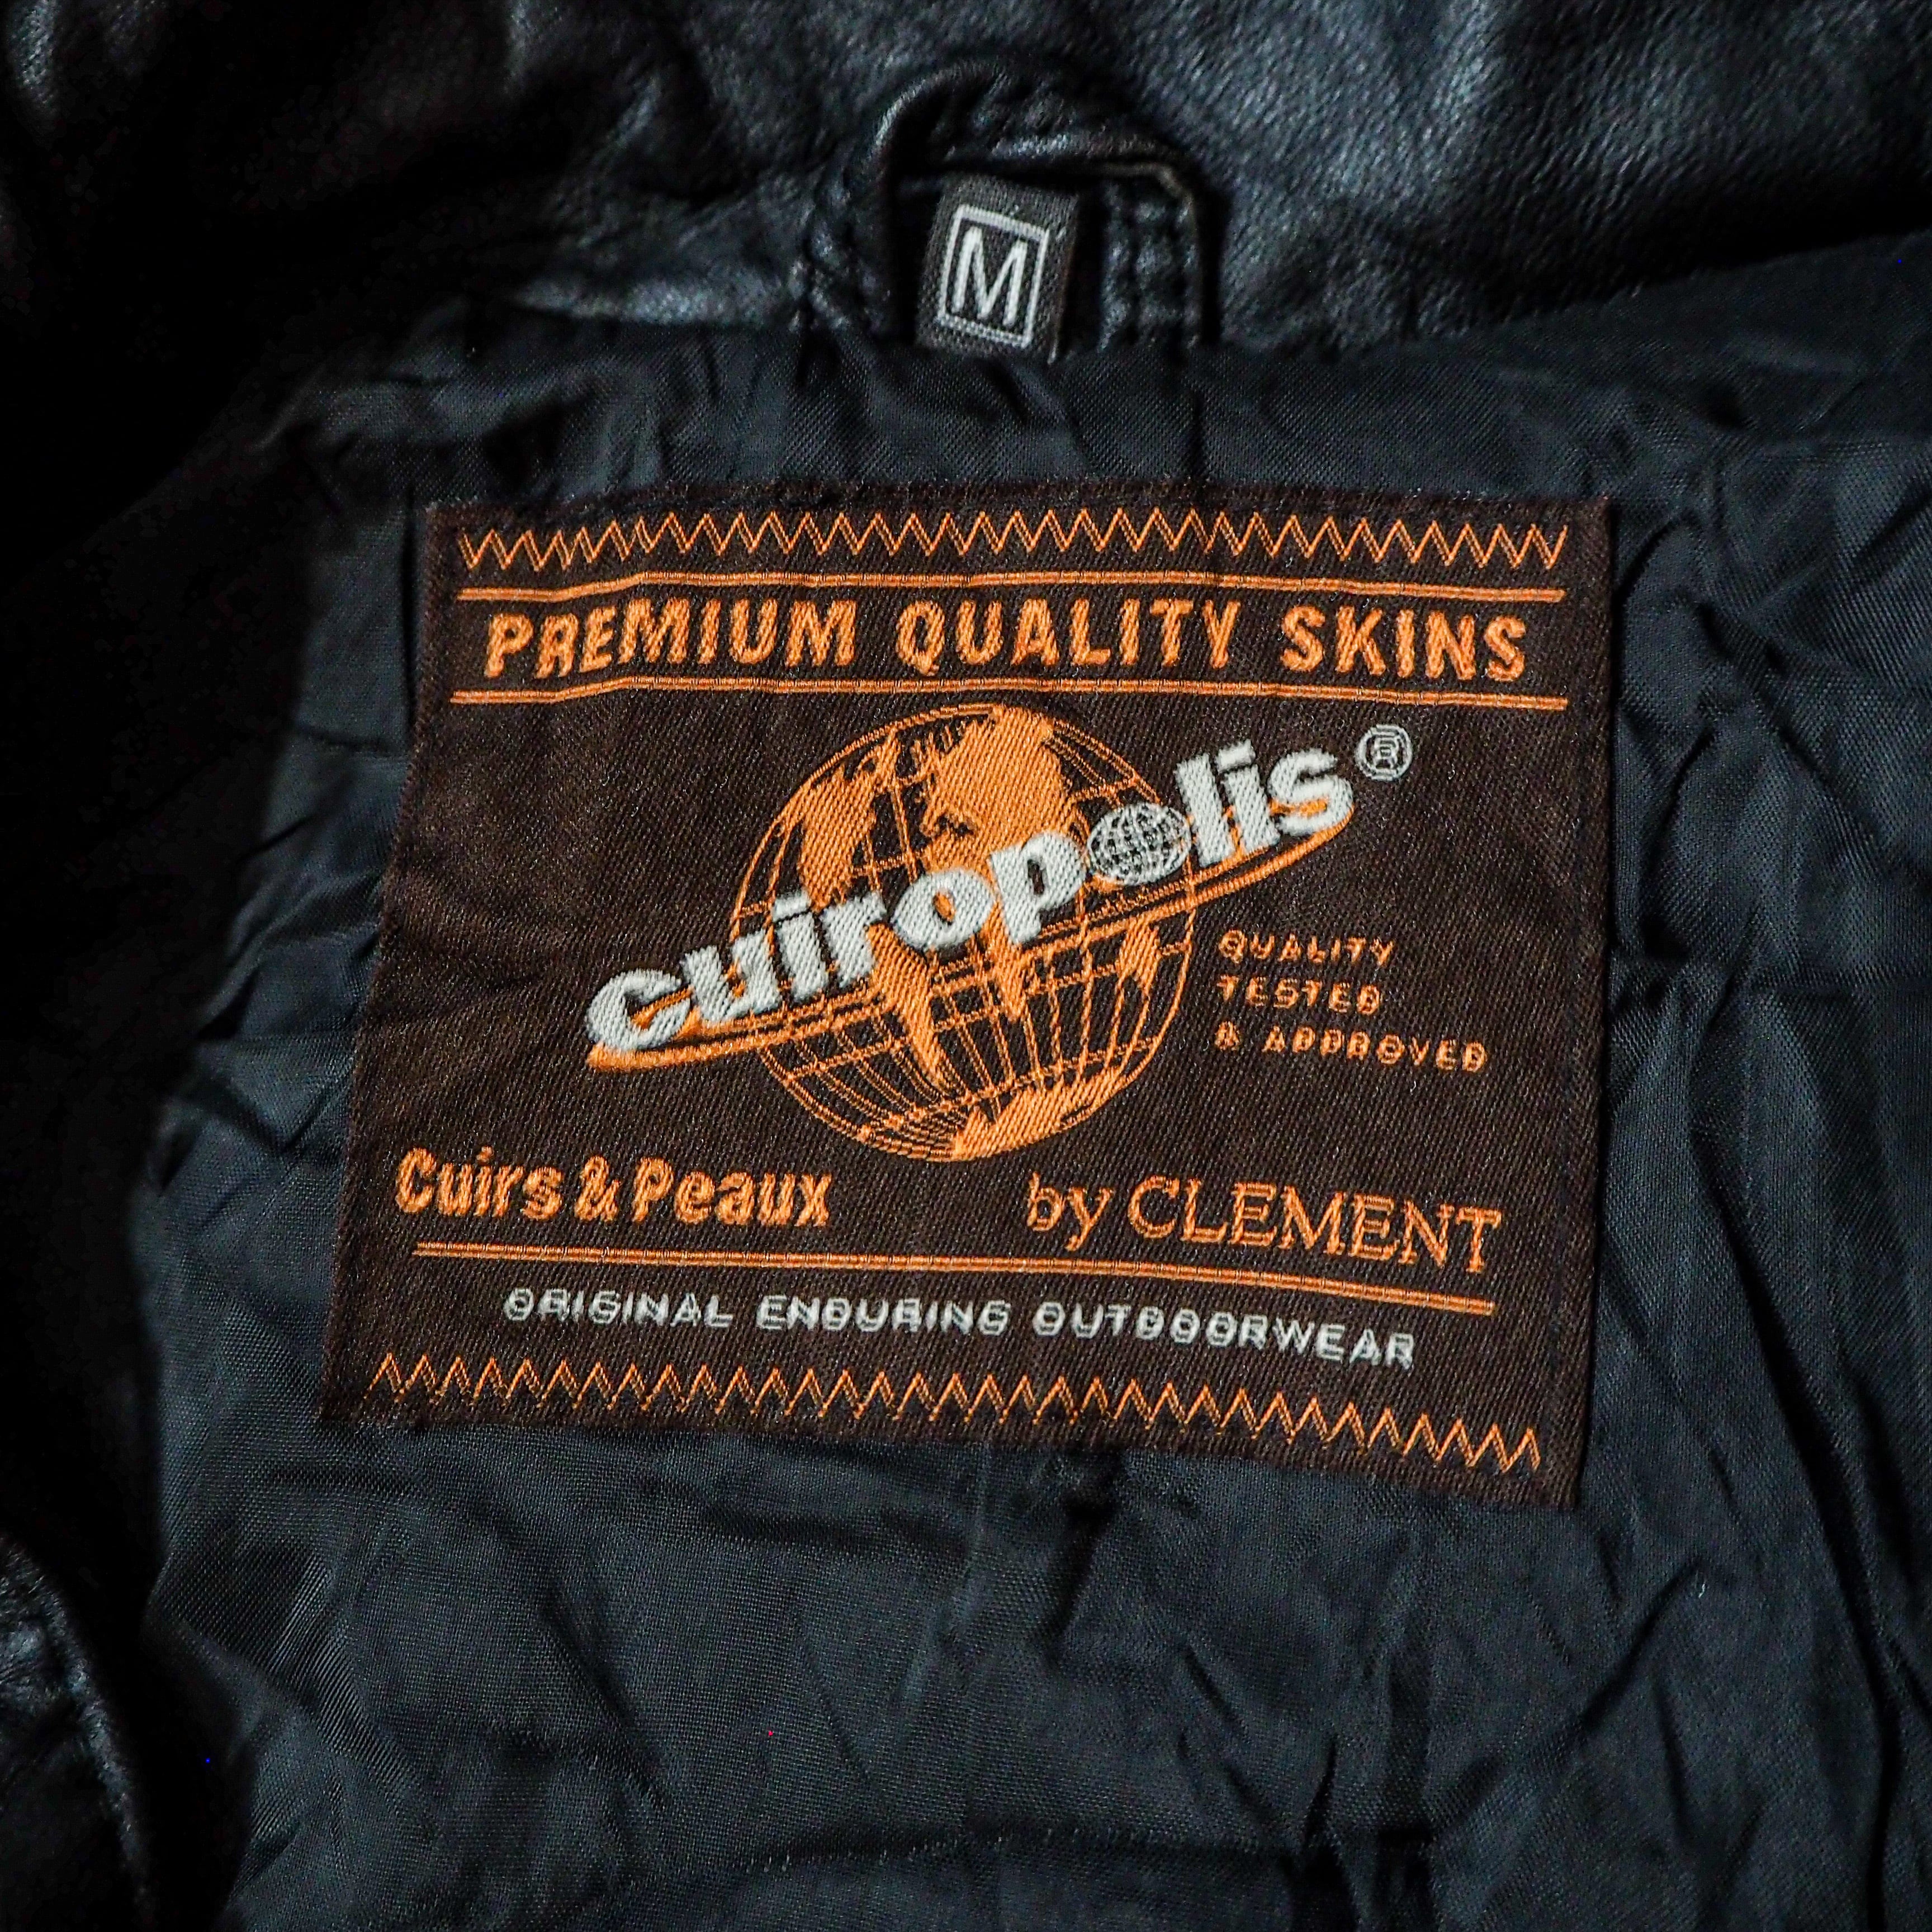 M
PREMIUM QUALITY SKINS
cuiropolis®
QUALITY
TESTED
& APPROVED
Cuirs & Peaux by CLEMENT
ORIGINAL ENDURING OUTDOORWEAR